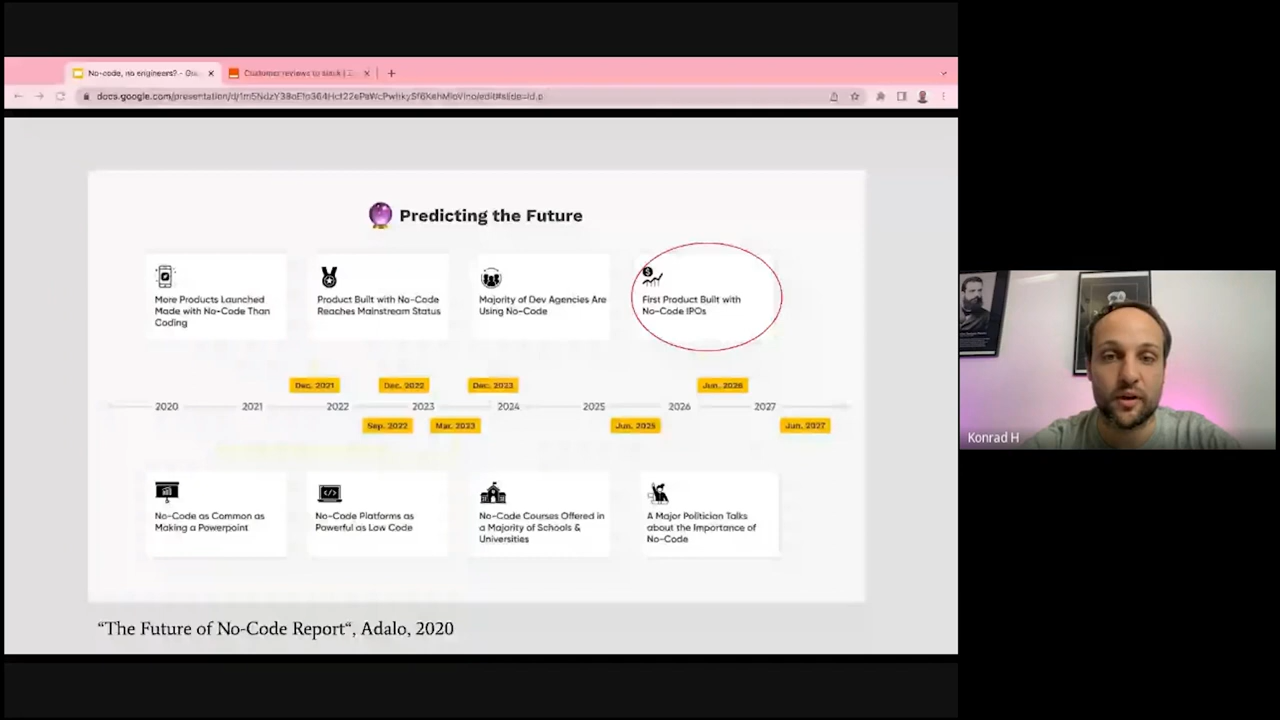 No-code, no engineers? -
Customer reviews to slack |
Predicting the Future
More Products Launched
Made with No-Code Than
Coding
Product Built with No-Code
Reaches Mainstream Status
Majority of Dev Agencies Are
Using No-Code
First Product Built with
No-Code IPOs
Dec. 2021
Dec. 2022
Dec. 2023
Jun. 2026
2020
2021
2022
2023
2024
2025
2026
2027
Sep. 2022
Mar. 2023
Jun. 2025
Jun. 2027
No-Code as Common as
Making a Powerpoint
No-Code Platforms as
Powerful as Low Code
No-Code Courses Offered in
a Majority of Schools &
Universities
A Major Politician Talks
about the Importance of
No-Code
“The Future of No-Code Report“, Adalo, 2020
Konrad H